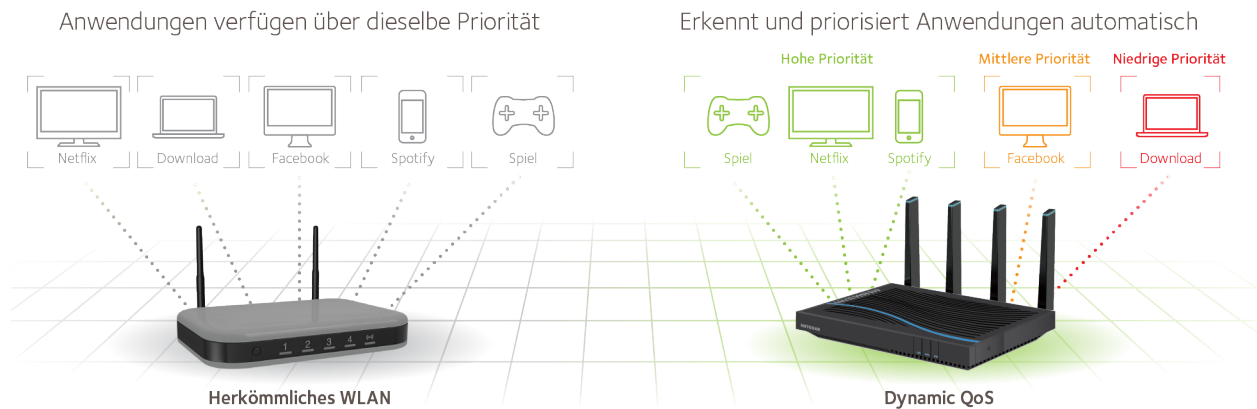 Anwendungen verfügen über dieselbe Priorität
Netflix
Download
Facebook
Spotify
Spiel
1 2 3 4
Herkömmliches WLAN
Erkennt und priorisiert Anwendungen automatisch
Hohe Priorität
Mittlere Priorität
Niedrige Priorität
Spiel
Netflix
Spotify
Facebook
Download
NETGEAR
Dynamic QoS